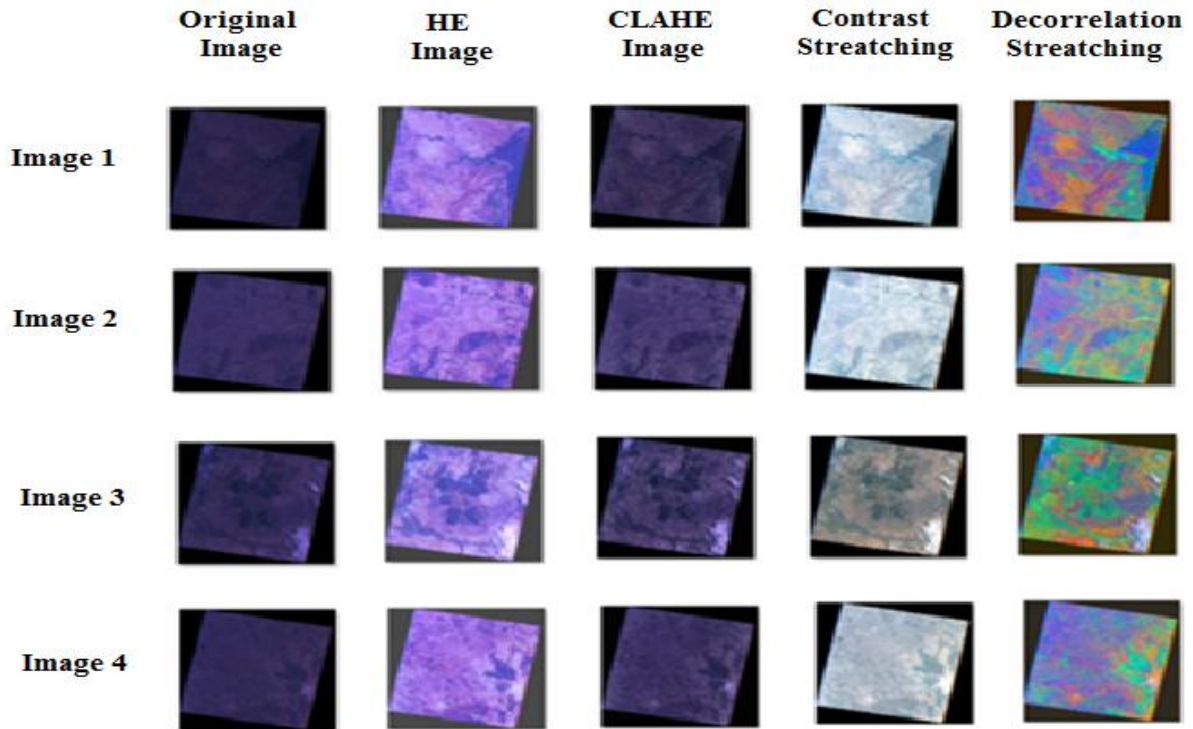 Original
Image
HE
Image
CLAHE
Image
Contrast
Streatching
Decorrelation
Streatching
Image 1
Image 2
Image 3
Image 4